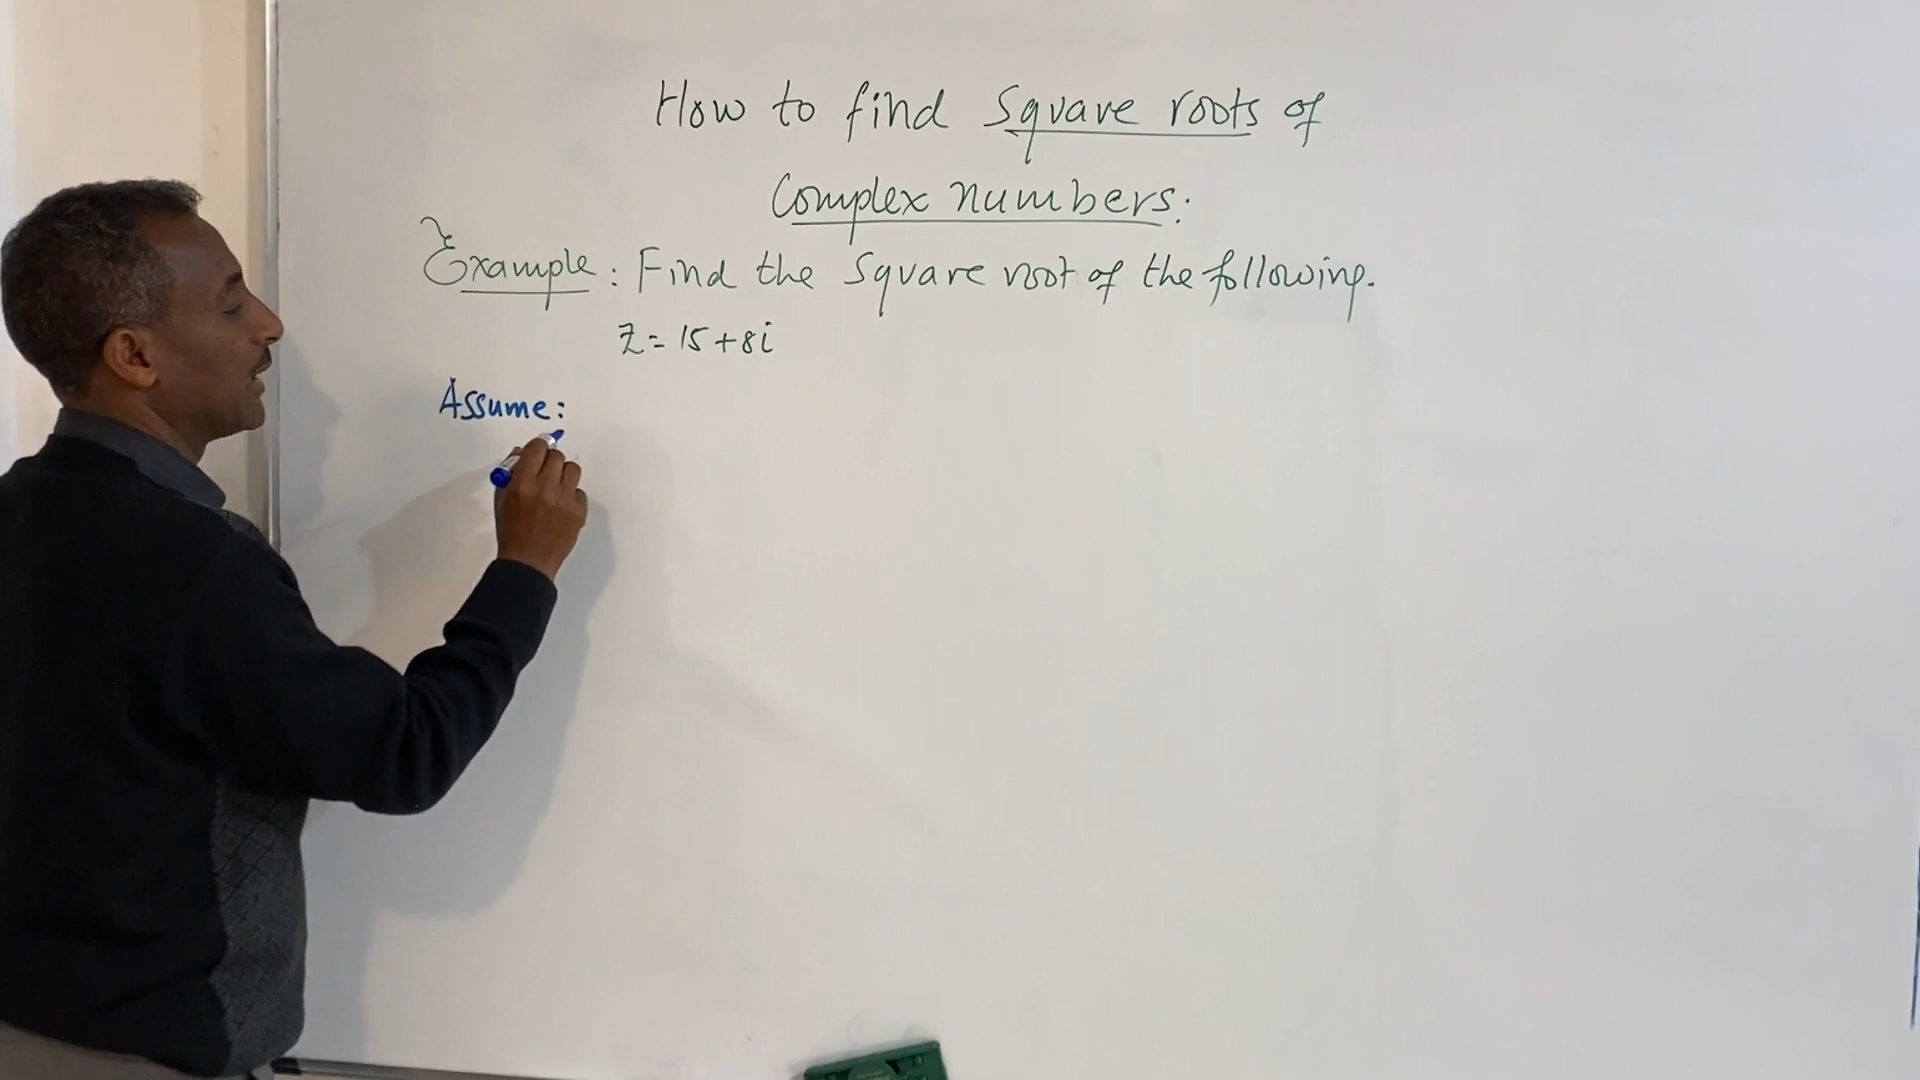 How to find Square roots of
Complex numbers:
Example: Find the Square root of the following.
Z = 15 + 8i
Assume: